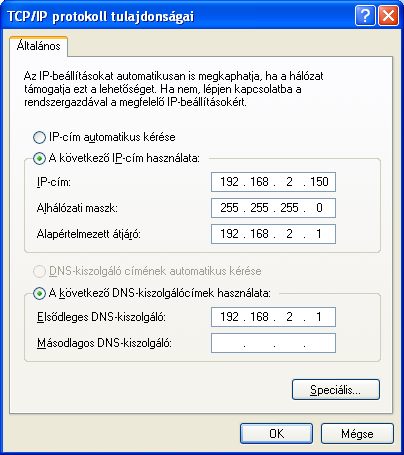 TCP/IP protokoll tulajdonságai
Általános
Az IP-beállításokat automatikusan is megkaphatja, ha a hálózat
támogatja ezt a lehetőséget. Ha nem, lépjen kapcsolatba a
rendszergazdával a megfelelő IP-beállításokért.
IP-cím automatikus kérése
A következő IP-cím használata:
IP-cím: 192 . 168 . 2 . 150
Alhálózati maszk: 255 . 255 . 255 . 0
Alapértelmezett átjáró: 192 . 168 . 2 . 1
DNS-kiszolgáló címének automatikus kérése
A következő DNS-kiszolgálócímek használata:
Elsődleges DNS-kiszolgáló: 192 . 168 . 2 . 1
Másodlagos DNS-kiszolgáló: . . .
Speciális...
OK Mégse